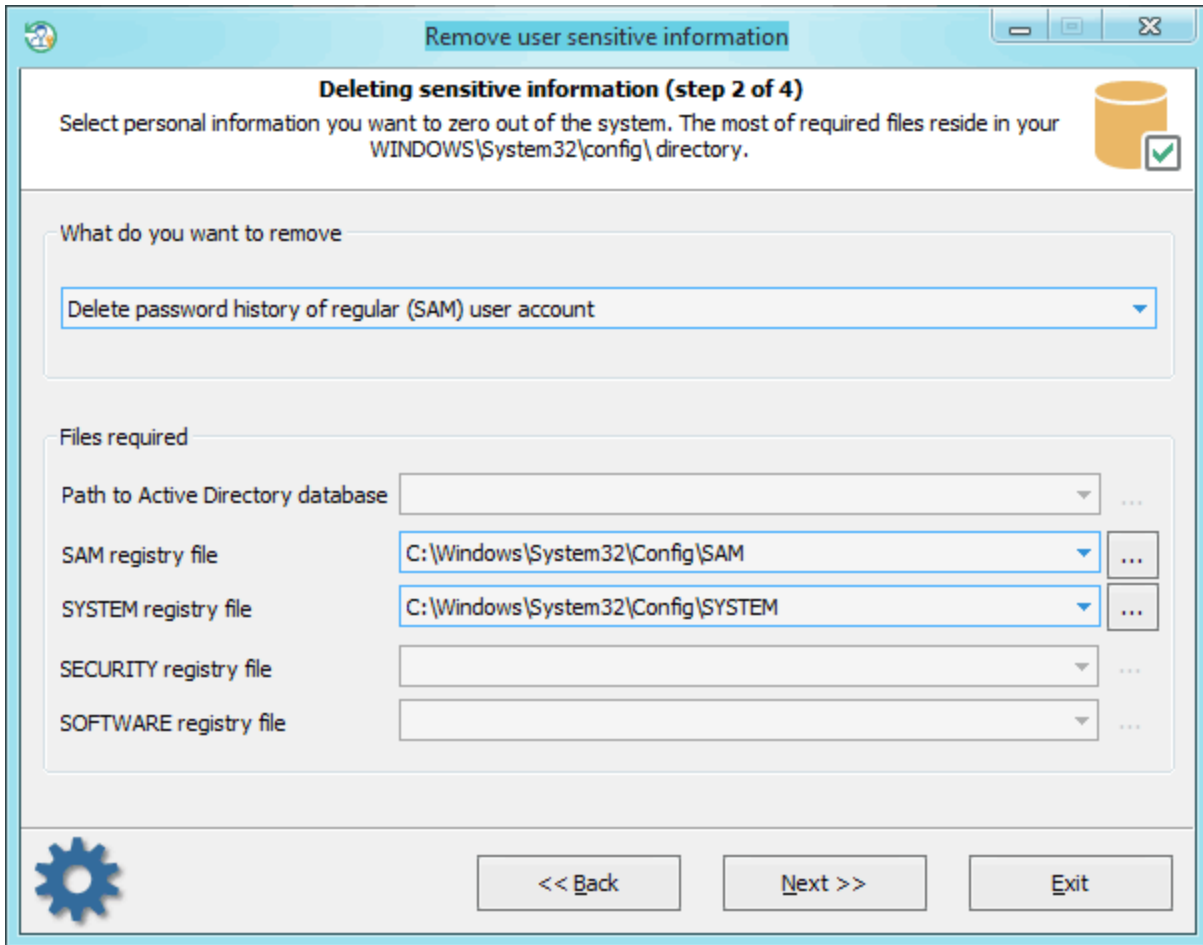 Remove user sensitive information
Deleting sensitive information (step 2 of 4)
Select personal information you want to zero out of the system. The most of required files reside in your
WINDOWS\System32\config\ directory.
What do you want to remove
Delete password history of regular (SAM) user account
Files required
Path to Active Directory database
...
SAM registry file
C:\Windows\System32\Config\SAM
...
SYSTEM registry file
C:\Windows\System32\Config\SYSTEM
...
SECURITY registry file
...
SOFTWARE registry file
...
<< Back
Next >>
Exit